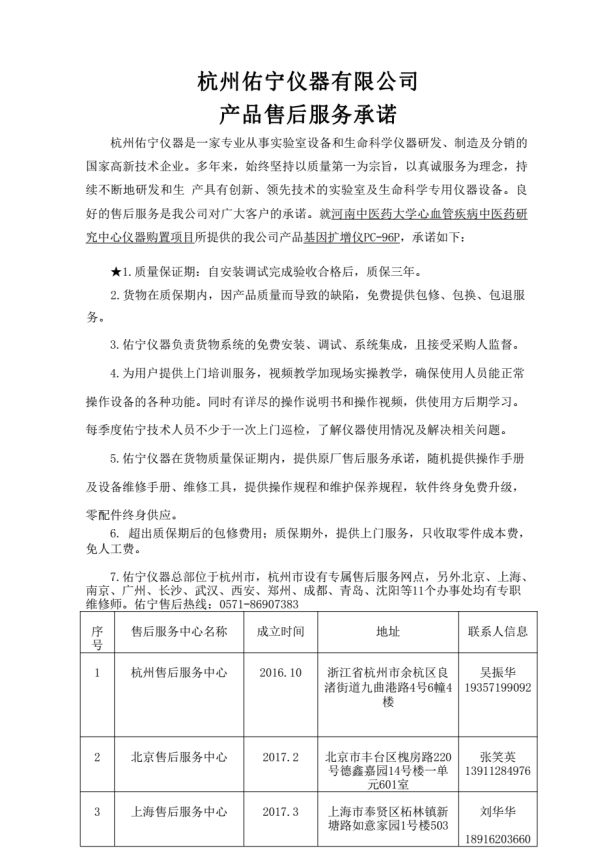 杭州佑宁仪器有限公司
产品售后服务承诺
杭州佑宁仪器是一家专业从事实验室设备和生命科学仪器研发、制造及分销的
国家高新技术企业。多年来，始终坚持以质量第一为宗旨，以真诚服务为理念，持
续不断地研发和生 产具有创新、领先技术的实验室及生命科学专用仪器设备。良
好的售后服务是我公司对广大客户的承诺。就河南中医药大学心血管疾病中医药研
究中心仪器购置项目所提供的我公司产品基因扩增仪PC-96P，承诺如下：
★1.质量保证期：自安装调试完成验收合格后，质保三年。
2.货物在质保期内，因产品质量而导致的缺陷，免费提供包修、包换、包退服
务。
3.佑宁仪器负责货物系统的免费安装、调试、系统集成，且接受采购人监督。
4.为用户提供上门培训服务，视频教学加现场实操教学，确保使用人员能正常
操作设备的各种功能。同时有详尽的操作说明书和操作视频，供使用方后期学习。
每季度佑宁技术人员不少于一次上门巡检，了解仪器使用情况及解决相关问题。
5.佑宁仪器在货物质量保证期内，提供原厂售后服务承诺，随机提供操作手册
及设备维修手册、维修工具，提供操作规程和维护保养规程，软件终身免费升级，
零配件终身供应。
6. 超出质保期后的包修费用；质保期外，提供上门服务，只收取零件成本费，
免人工费。
7.佑宁仪器总部位于杭州市，杭州市设有专属售后服务网点，另外北京、上海、
南京、广州、长沙、武汉、西安、郑州、成都、青岛、沈阳等11个办事处均有专职
维修师。佑宁售后热线：0571-86907383
序号 售后服务中心名称 成立时间 地址 联系人信息
1 杭州售后服务中心 2016.10 浙江省杭州市余杭区良 吴振华
渚街道九曲港路4号6幢4 19357199092
楼
2 北京售后服务中心 2017.2 北京市丰台区槐房路220 张笑英
号德鑫嘉园14号楼一单 13911284976
元601室
3 上海售后服务中心 2017.3 上海市奉贤区柘林镇新 刘华华
塘路如意家园1号楼503
18916203660